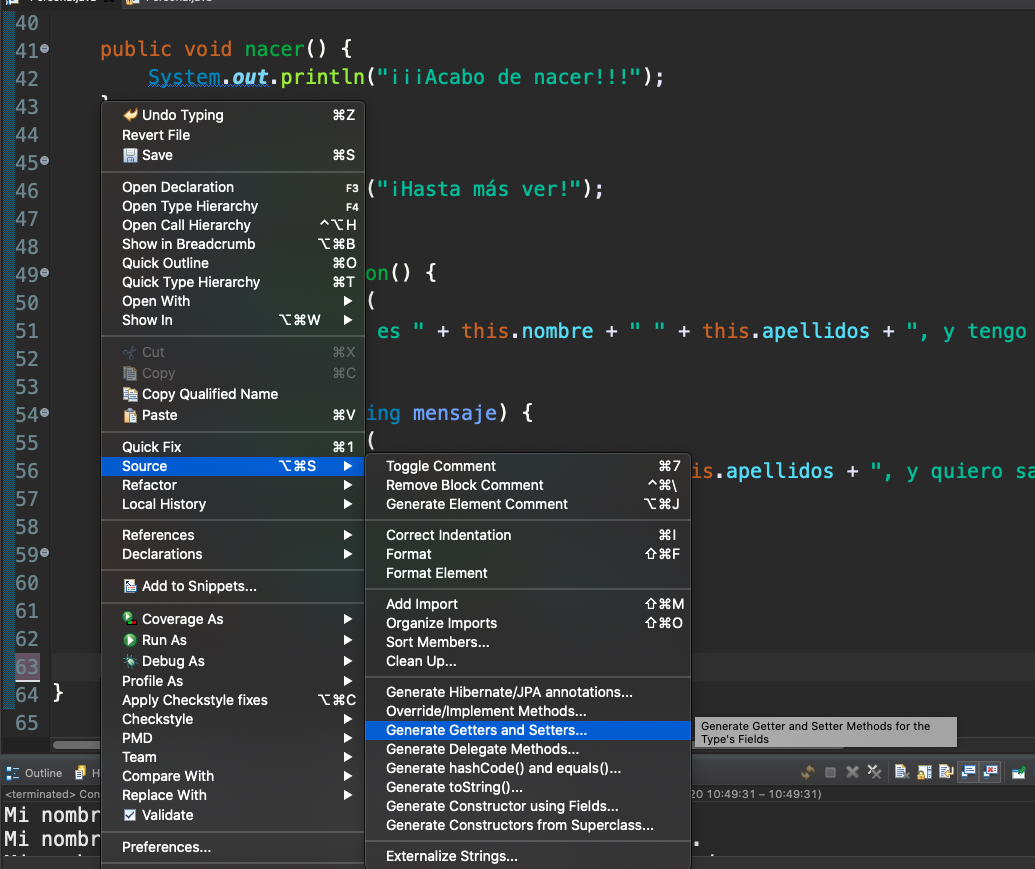 Persona.java
Persona.java
40
41 public void nacer() {
42 System.out.println("¡¡¡Acabo de nacer!!!");
43 }
44
45
46 ("¡Hasta más ver!");
47
48
49 on() {
50 (
51 es " + this.nombre + " " + this.apellidos + ", y tengo
52
53
54 ing mensaje) {
55 (
56 is.apellidos + ", y quiero sa
57
58
59
60
61
62
63
64 }
65
Undo Typing ⌘Z
Revert File
Save ⌘S
Open Declaration F3
Open Type Hierarchy F4
Open Call Hierarchy ^⌥H
Show in Breadcrumb ⌥⌘B
Quick Outline ⌘O
Quick Type Hierarchy ⌘T
Open With
Show In ⌥⌘W
Cut ⌘X
Copy ⌘C
Copy Qualified Name
Paste ⌘V
Quick Fix ⌘1
Source ⌥⌘S
Refactor
Local History
References
Declarations
Add to Snippets...
Coverage As
Run As
Debug As
Profile As
Apply Checkstyle fixes ⌥⌘C
Checkstyle
PMD
Team
Compare With
Replace With
Validate
Preferences...
Toggle Comment ⌘7
Remove Block Comment ^⌘\
Generate Element Comment ⌥⌘J
Correct Indentation ⌘I
Format ⇧⌘F
Format Element
Add Import ⇧⌘M
Organize Imports ⇧⌘O
Sort Members...
Clean Up...
Generate Hibernate/JPA annotations...
Override/Implement Methods...
Generate Getters and Setters...
Generate Delegate Methods...
Generate hashCode() and equals()...
Generate toString()...
Generate Constructor using Fields...
Generate Constructors from Superclass...
Externalize Strings...
Generate Getter and Setter Methods for the
Type's Fields
Outline H
<terminated> Con 20 10:49:31 – 10:49:31)
Mi nombr
Mi nombr .